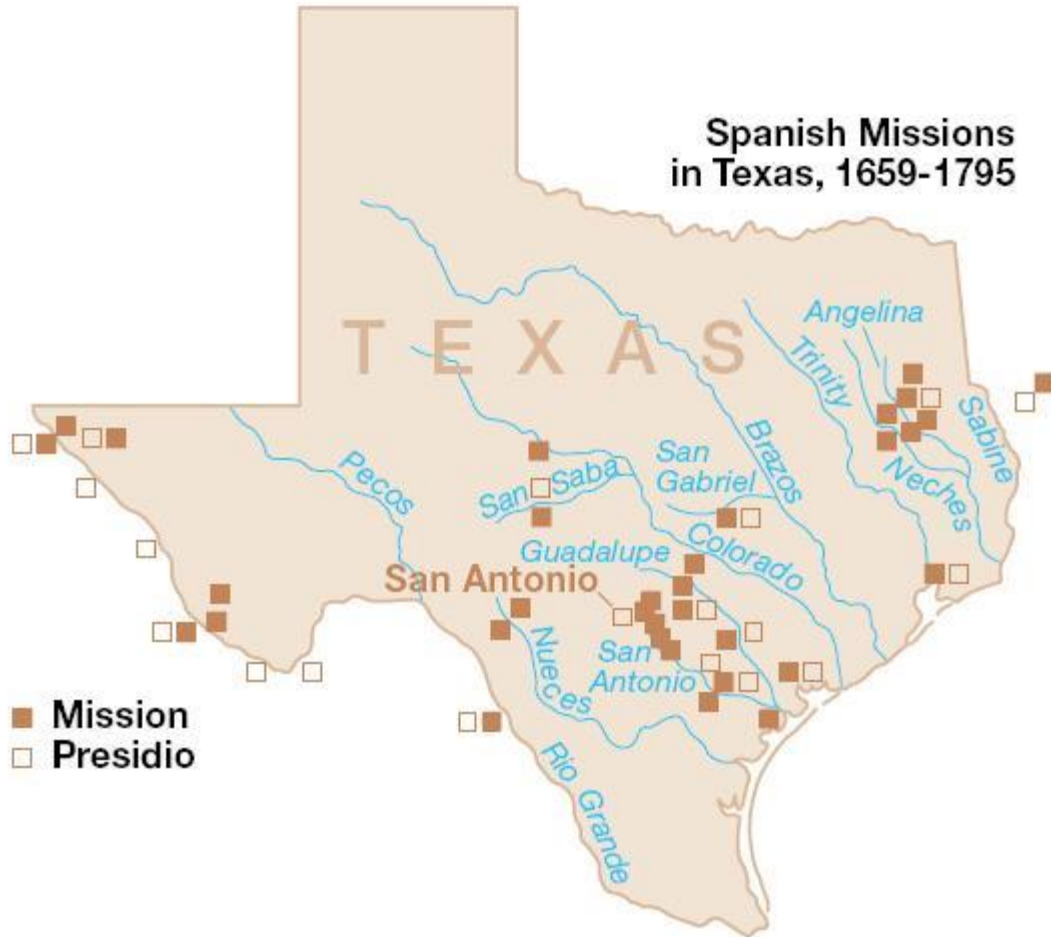 Spanish Missions
in Texas, 1659-1795
TEXAS
Angelina
Trinity
Sabine
Neches
Brazos
San
Gabriel
Pecos
San Saba
Colorado
Guadalupe
San Antonio
San
Antonio
Nueces
Rio Grande
Mission
Presidio